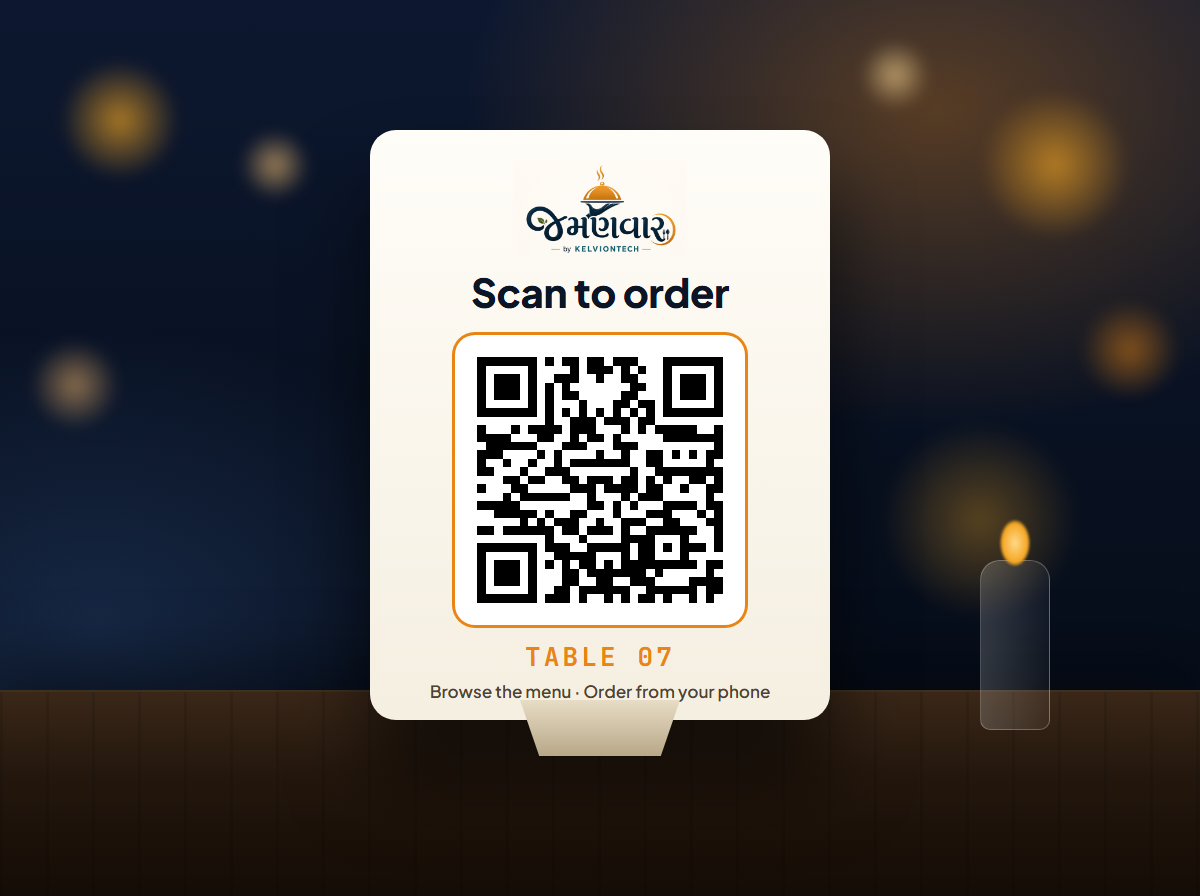 જમણવાર
by KELVIONTECH
Scan to order
TABLE 07
Browse the menu · Order from your phone